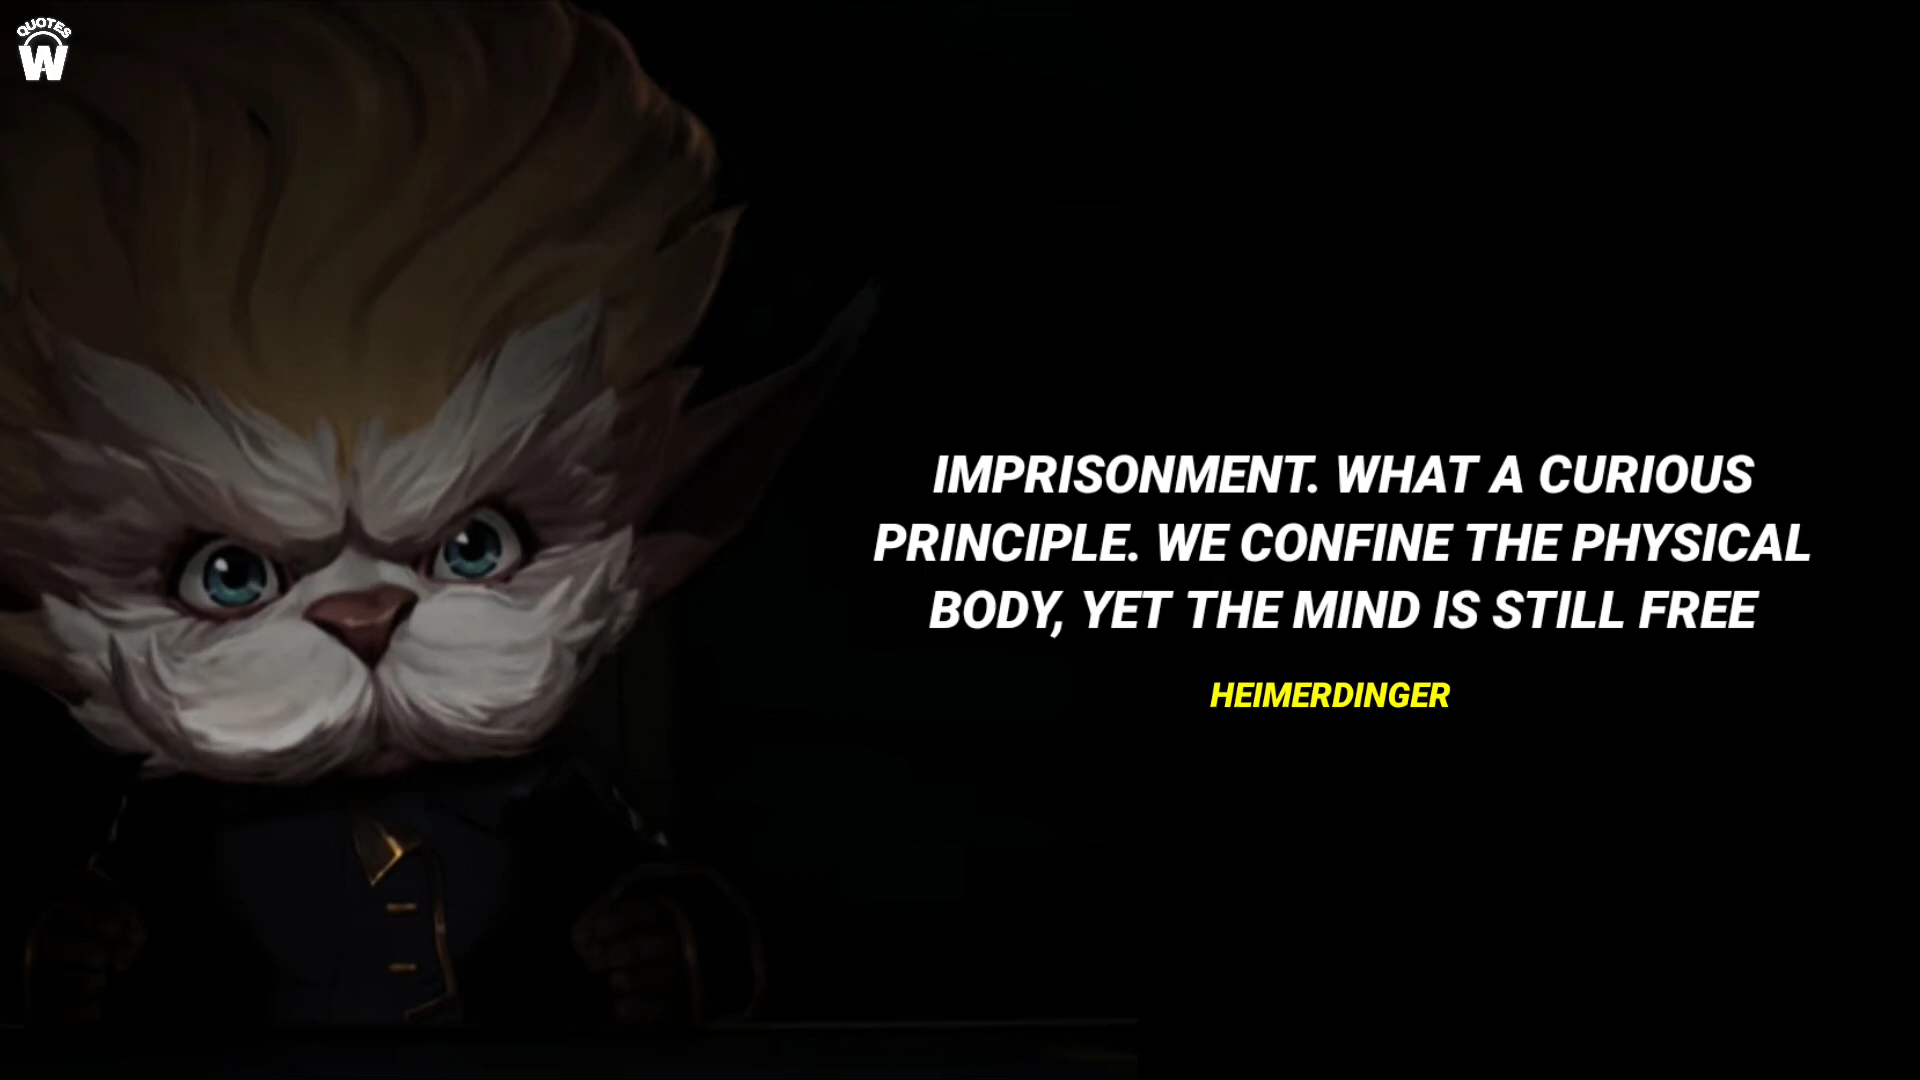 QUOTES
W
IMPRISONMENT. WHAT A CURIOUS
PRINCIPLE. WE CONFINE THE PHYSICAL
BODY, YET THE MIND IS STILL FREE
HEIMERDINGER